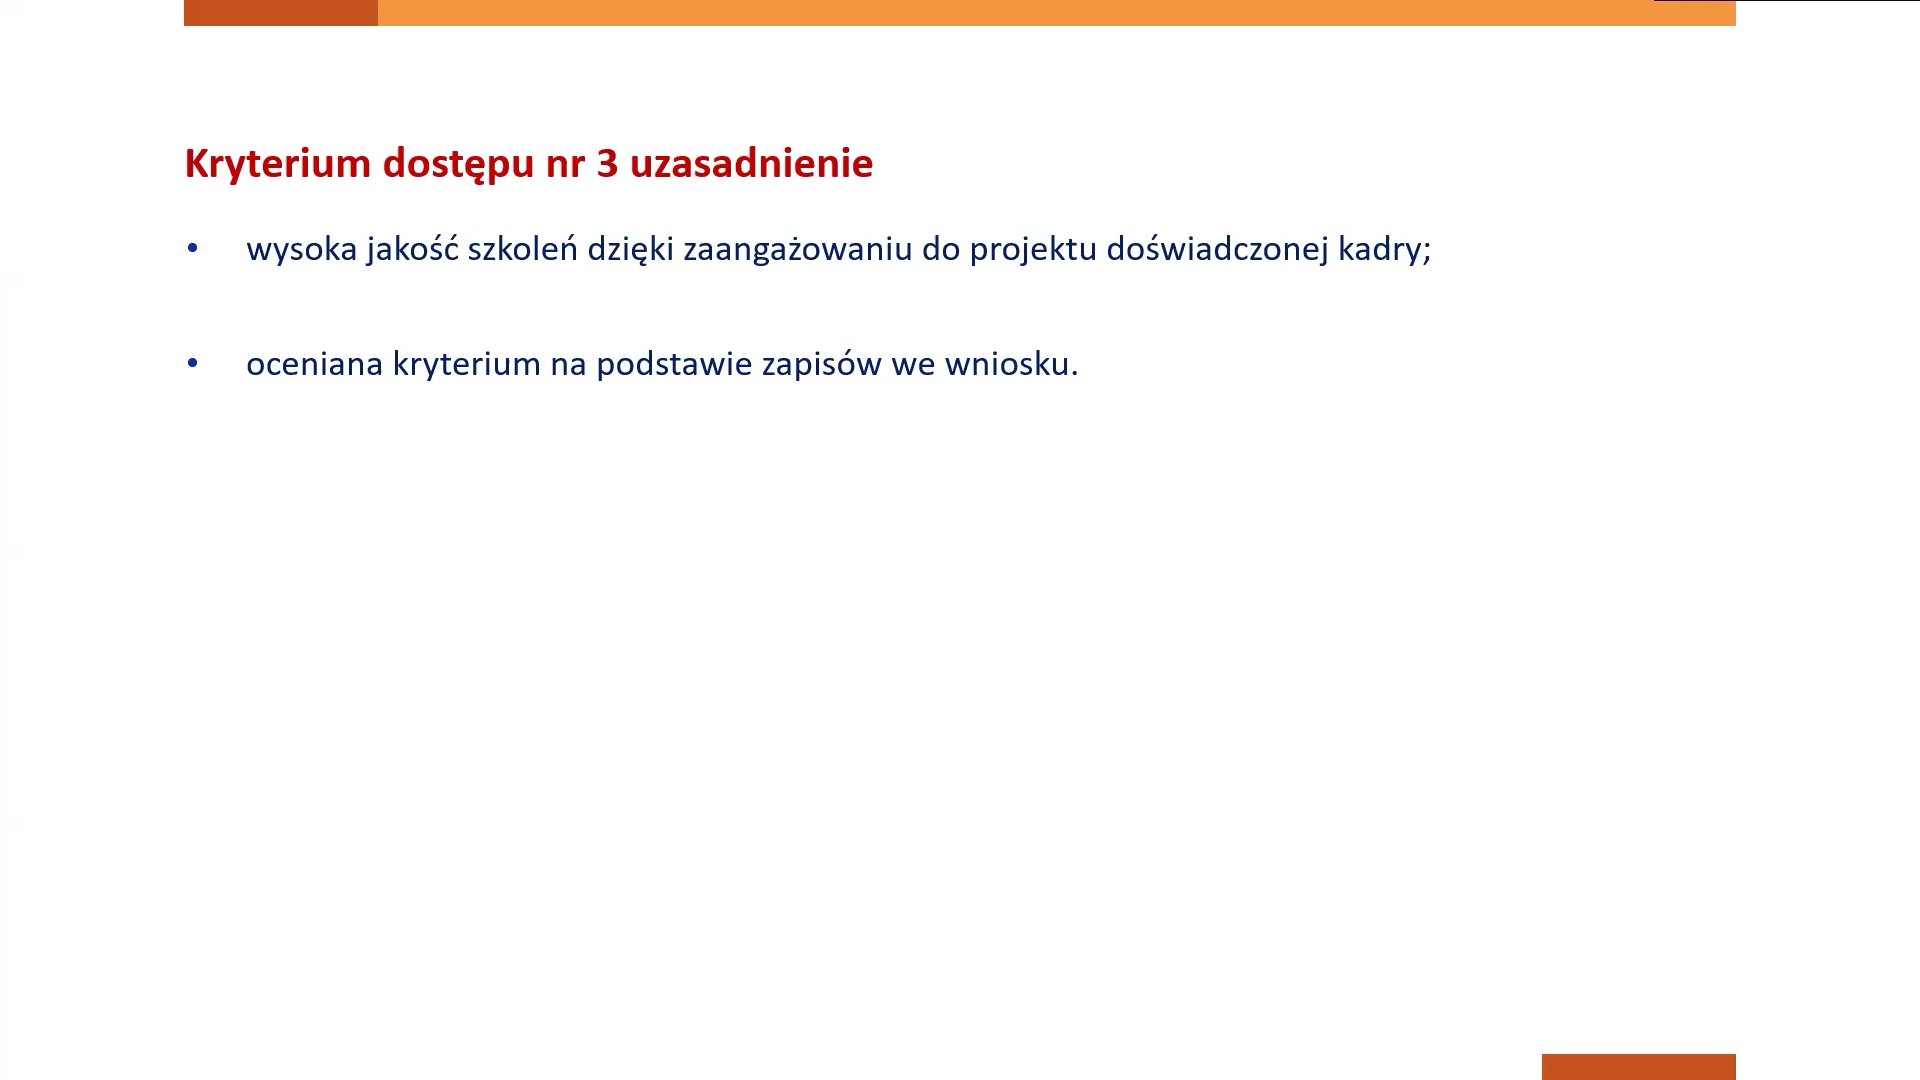 Kryterium dostępu nr 3 uzasadnienie
• wysoka jakość szkoleń dzięki zaangażowaniu do projektu doświadczonej kadry;
• oceniana kryterium na podstawie zapisów we wniosku.